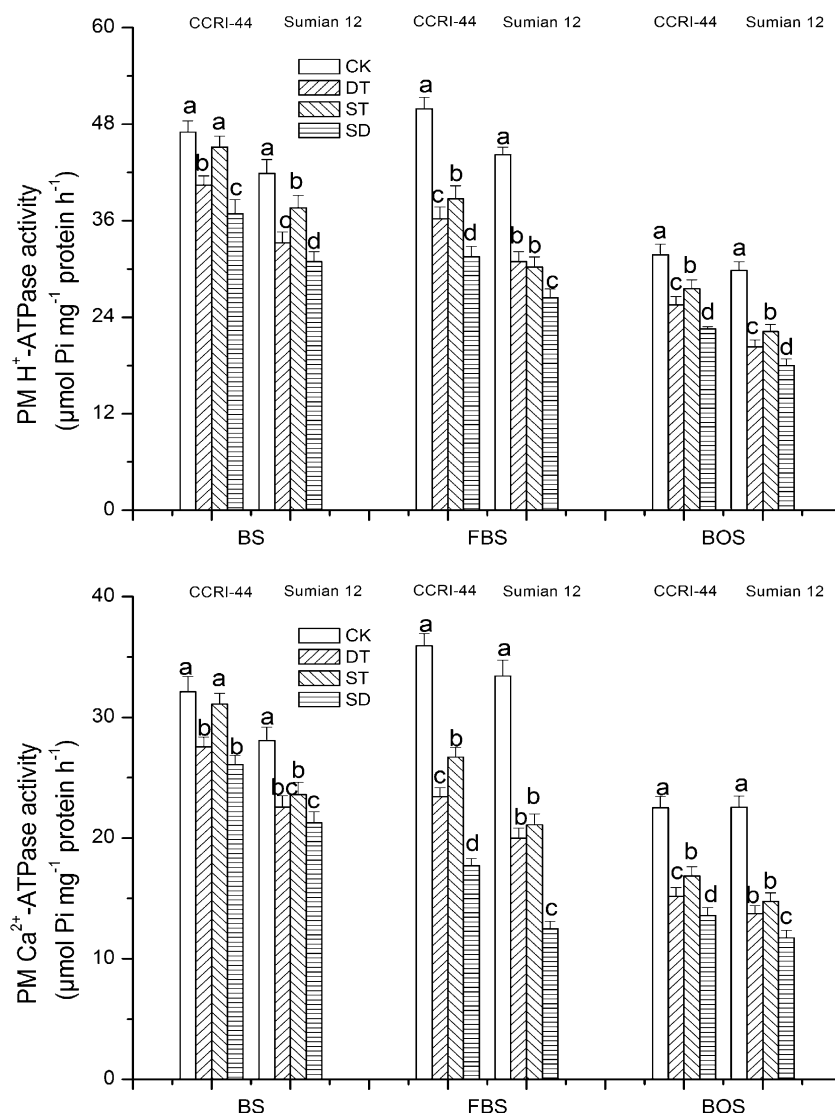 CCRI-44 Sumian 12 CCRI-44 Sumian 12 CCRI-44 Sumian 12
CK
DT
ST
SD
PM H⁺-ATPase activity
(μmol Pi mg⁻¹ protein h⁻¹)
60
48
36
24
12
0
a b a c a c b d
a c b d a b b c
a c b d a c b d
BS FBS BOS
CCRI-44 Sumian 12 CCRI-44 Sumian 12 CCRI-44 Sumian 12
CK
DT
ST
SD
PM Ca²⁺-ATPase activity
(μmol Pi mg⁻¹ protein h⁻¹)
40
30
20
10
0
a b a b a bc b c
a c b d a b b c
a c b d a b b c
BS FBS BOS